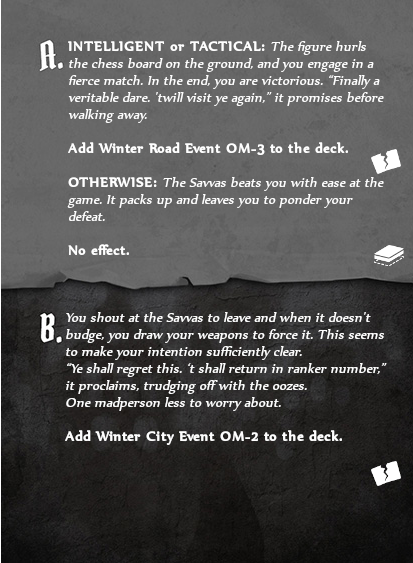 A. INTELLIGENT or TACTICAL: The figure hurls
the chess board on the ground, and you engage in a
fierce match. In the end, you are victorious. “Finally a
veritable dare. ’twill visit ye again,” it promises before
walking away.
Add Winter Road Event OM-3 to the deck.
OTHERWISE: The Savvas beats you with ease at the
game. It packs up and leaves you to ponder your
defeat.
No effect.
B. You shout at the Savvas to leave and when it doesn’t
budge, you draw your weapons to force it. This seems
to make your intention sufficiently clear.
“Ye shall regret this. ’t shall return in ranker number,”
it proclaims, trudging off with the oozes.
One madperson less to worry about.
Add Winter City Event OM-2 to the deck.